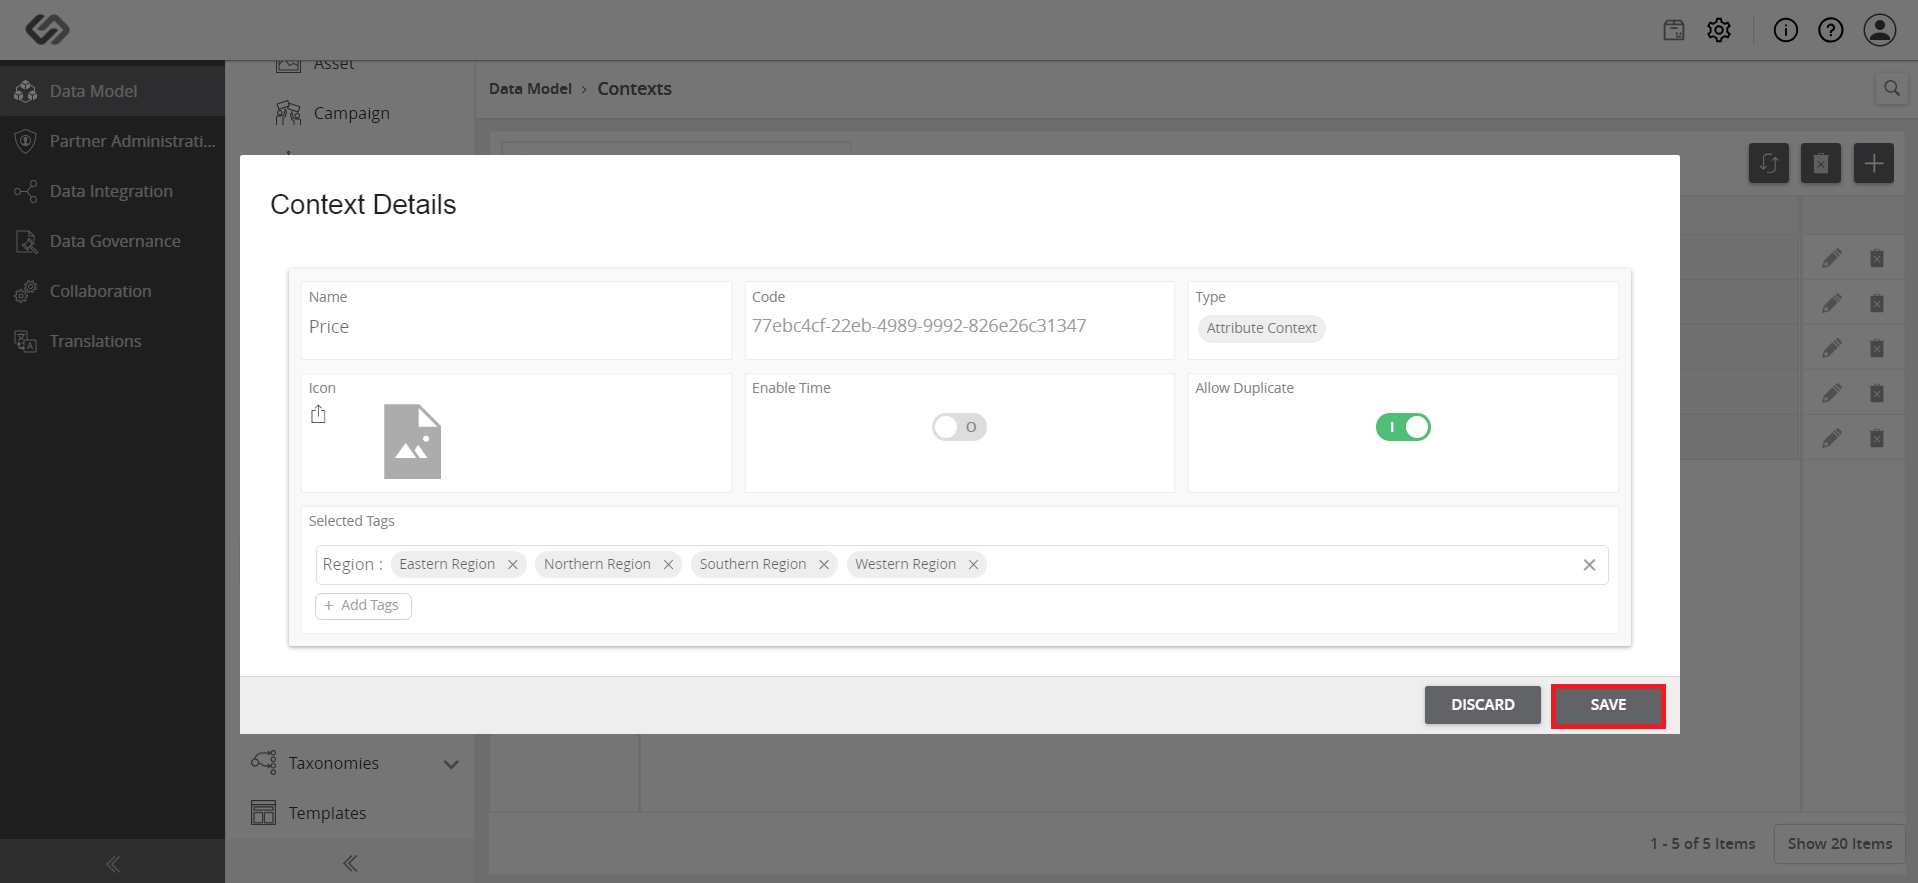 Asset
Data Model
Data Model › Contexts
Campaign
Partner Administrati...
Data Integration
Context Details
Data Governance
Collaboration
Translations
Name
Price
Code
77ebc4cf-22eb-4989-9992-826e26c31347
Type
Attribute Context
Icon
Enable Time
O
Allow Duplicate
I
Selected Tags
Region : Eastern Region × Northern Region × Southern Region × Western Region ×
+ Add Tags
DISCARD
SAVE
Taxonomies
Templates
1 - 5 of 5 Items
Show 20 Items